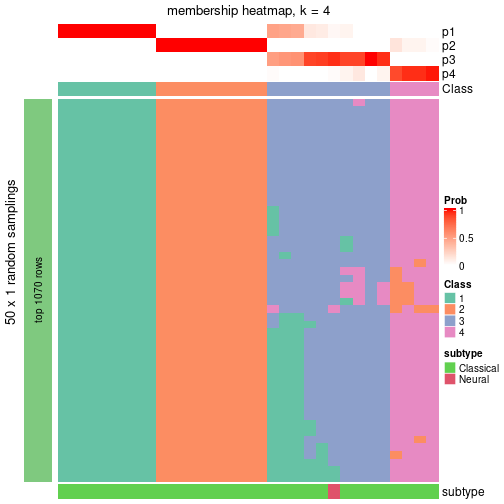 membership heatmap, k = 4
p1
p2
p3
p4
Class
50 x 1 random samplings
top 1070 rows
Prob
1
0.5
0
Class
1
2
3
4
subtype
Classical
Neural
subtype